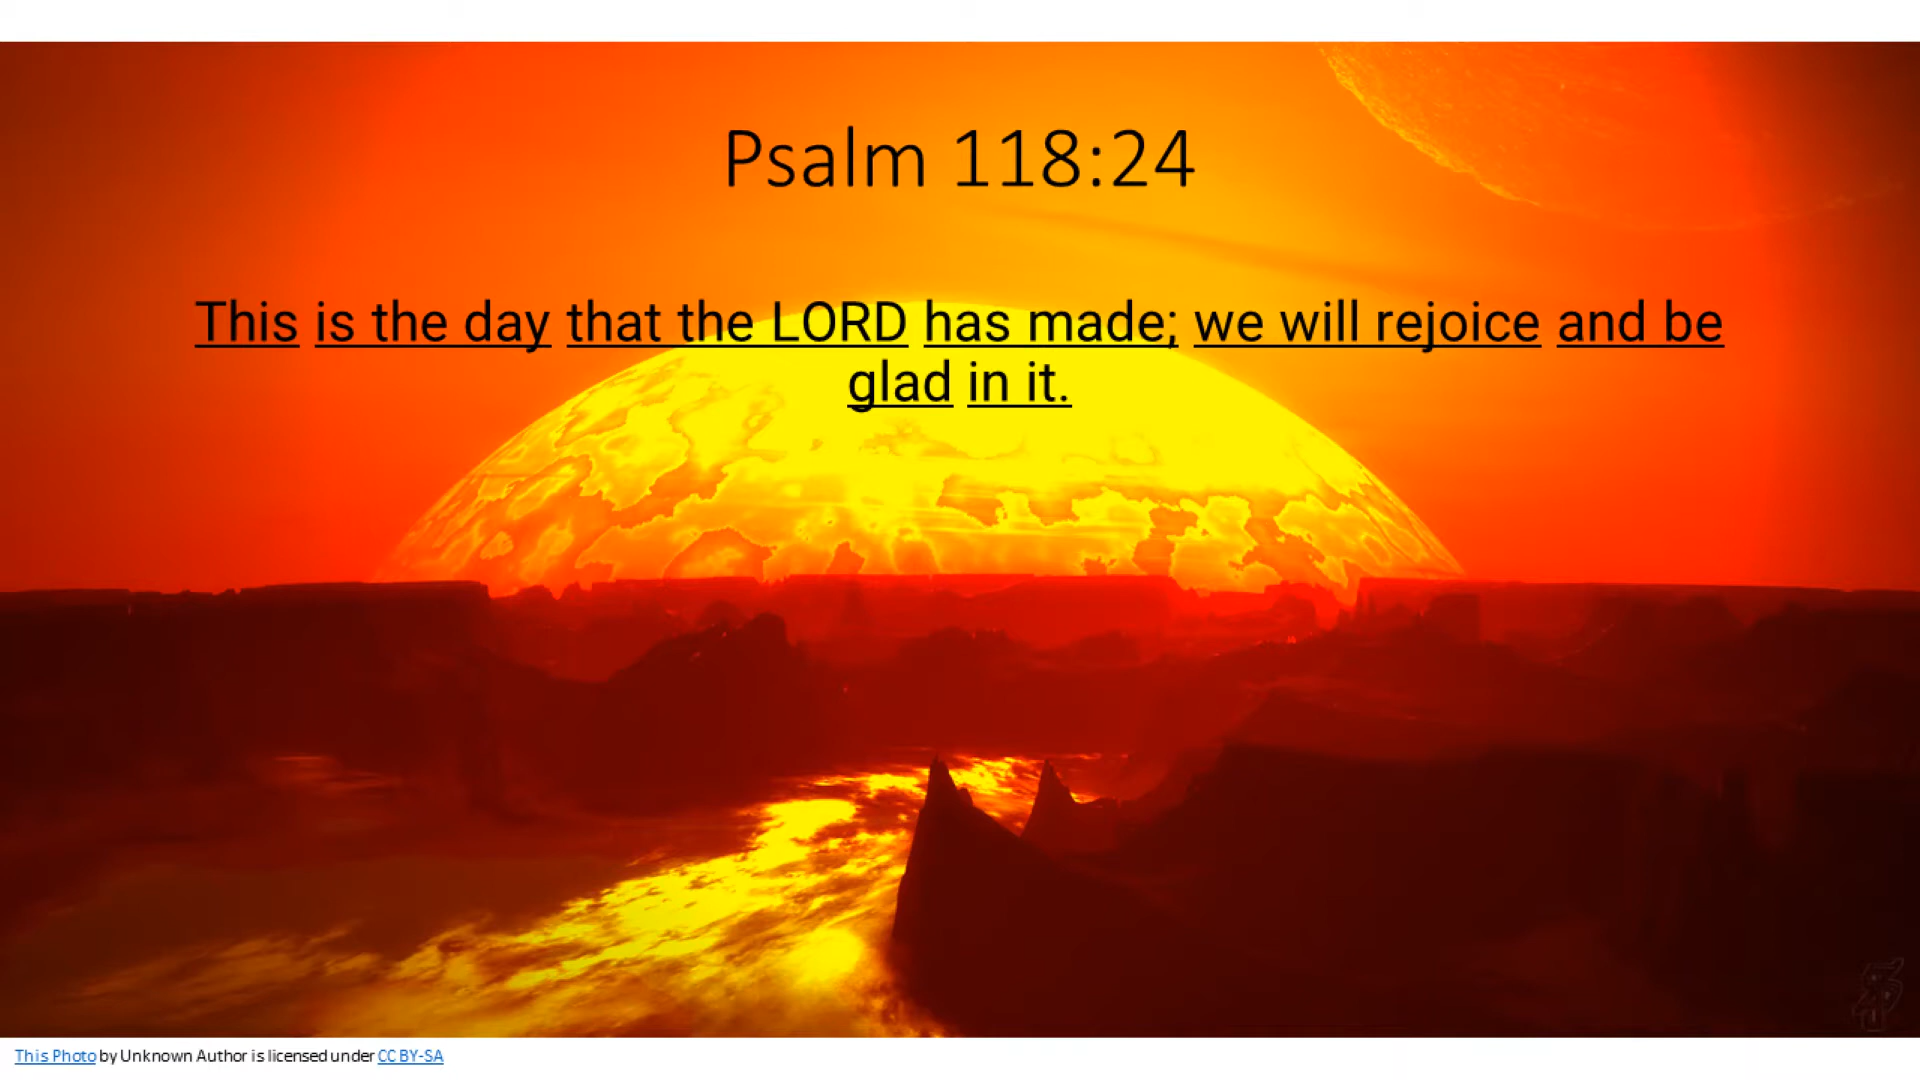 Psalm 118:24
This is the day that the LORD has made; we will rejoice and be
glad in it.
This Photo by Unknown Author is licensed under CC BY-SA